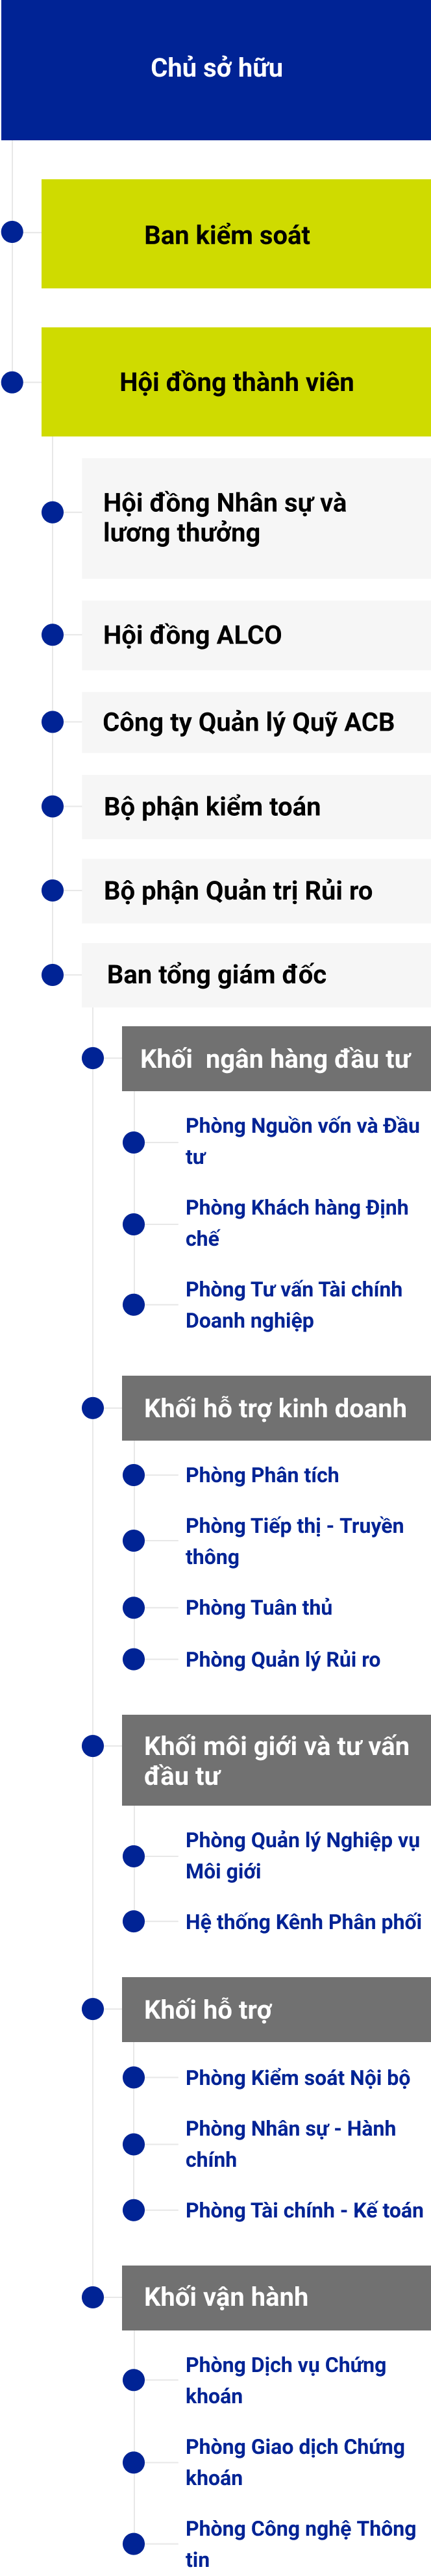 Chủ sở hữu
Ban kiểm soát
Hội đồng thành viên
Hội đồng Nhân sự và
lương thưởng
Hội đồng ALCO
Công ty Quản lý Quỹ ACB
Bộ phận kiểm toán
Bộ phận Quản trị Rủi ro
Ban tổng giám đốc
Khối  ngân hàng đầu tư
Phòng Nguồn vốn và Đầu
tư
Phòng Khách hàng Định
chế
Phòng Tư vấn Tài chính
Doanh nghiệp
Khối hỗ trợ kinh doanh
Phòng Phân tích
Phòng Tiếp thị - Truyền
thông
Phòng Tuân thủ
Phòng Quản lý Rủi ro
Khối môi giới và tư vấn
đầu tư
Phòng Quản lý Nghiệp vụ
Môi giới
Hệ thống Kênh Phân phối
Khối hỗ trợ
Phòng Kiểm soát Nội bộ
Phòng Nhân sự - Hành
chính
Phòng Tài chính - Kế toán
Khối vận hành
Phòng Dịch vụ Chứng
khoán
Phòng Giao dịch Chứng
khoán
Phòng Công nghệ Thông
tin